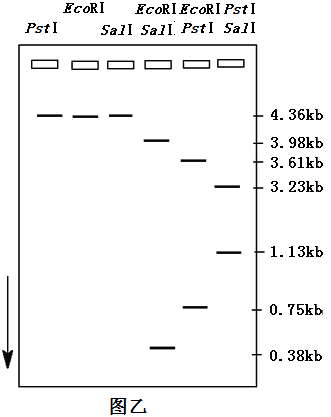 EcoRI EcoRI EcoRI PstI
PstI SalI SalI PstI SalI
4.36kb
3.98kb
3.61kb
3.23kb
1.13kb
0.75kb
0.38kb
图乙